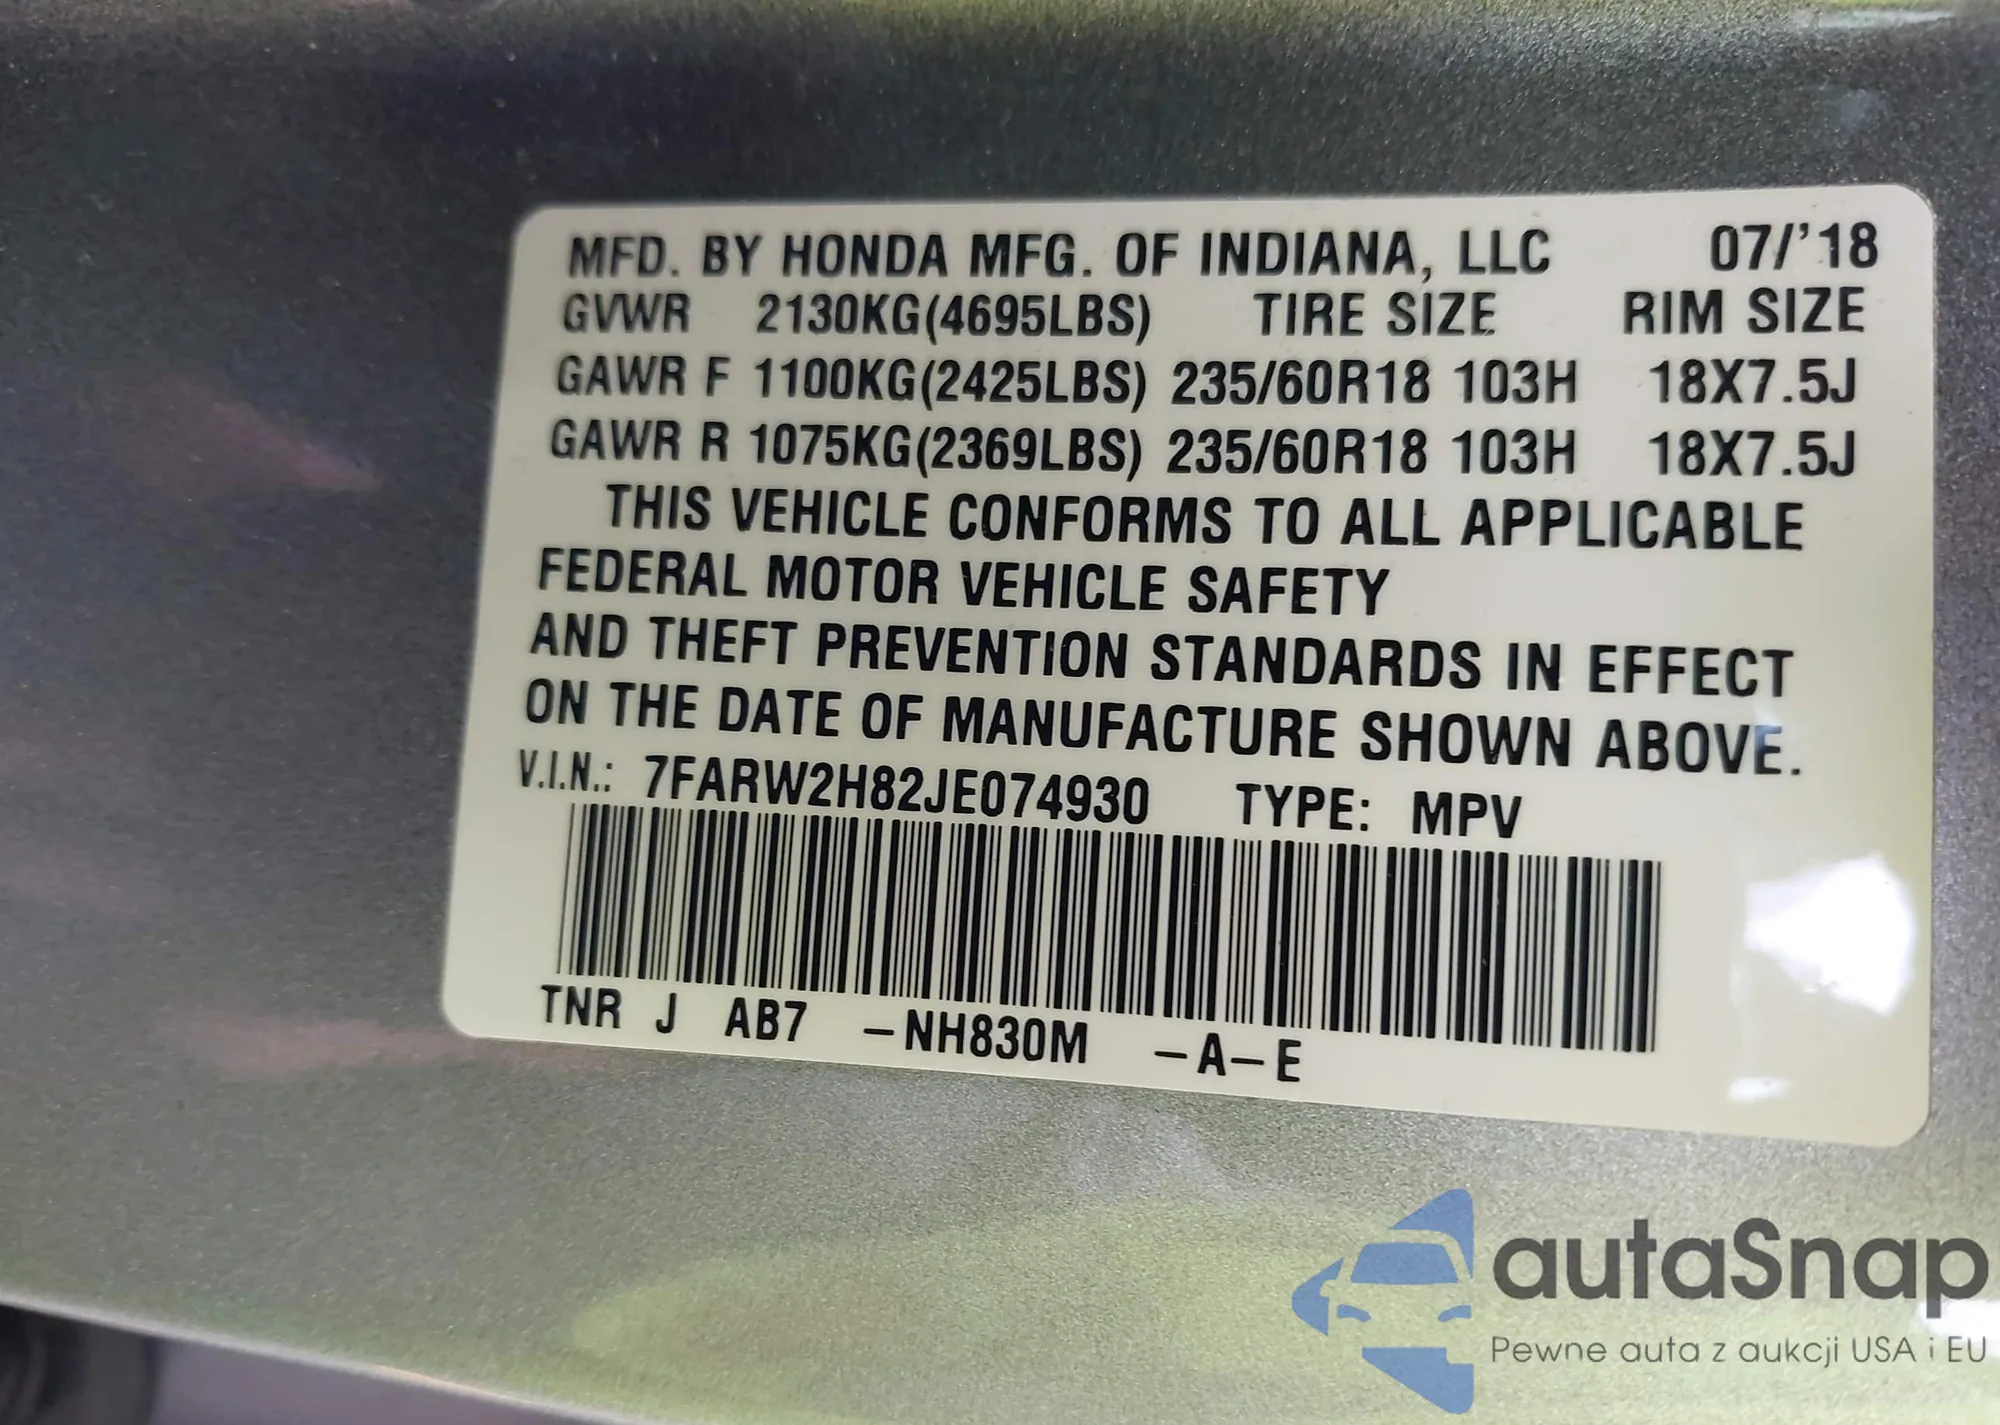 MFD. BY HONDA MFG. OF INDIANA, LLC 07/'18
GVWR 2130KG(4695LBS) TIRE SIZE RIM SIZE
GAWR F 1100KG(2425LBS) 235/60R18 103H 18X7.5J
GAWR R 1075KG(2369LBS) 235/60R18 103H 18X7.5J
THIS VEHICLE CONFORMS TO ALL APPLICABLE
FEDERAL MOTOR VEHICLE SAFETY
AND THEFT PREVENTION STANDARDS IN EFFECT
ON THE DATE OF MANUFACTURE SHOWN ABOVE.
V.I.N.: 7FARW2H82JE074930 TYPE: MPV
TNR J AB7 –NH830M –A–E
autaSnap
Pewne auta z aukcji USA i EU